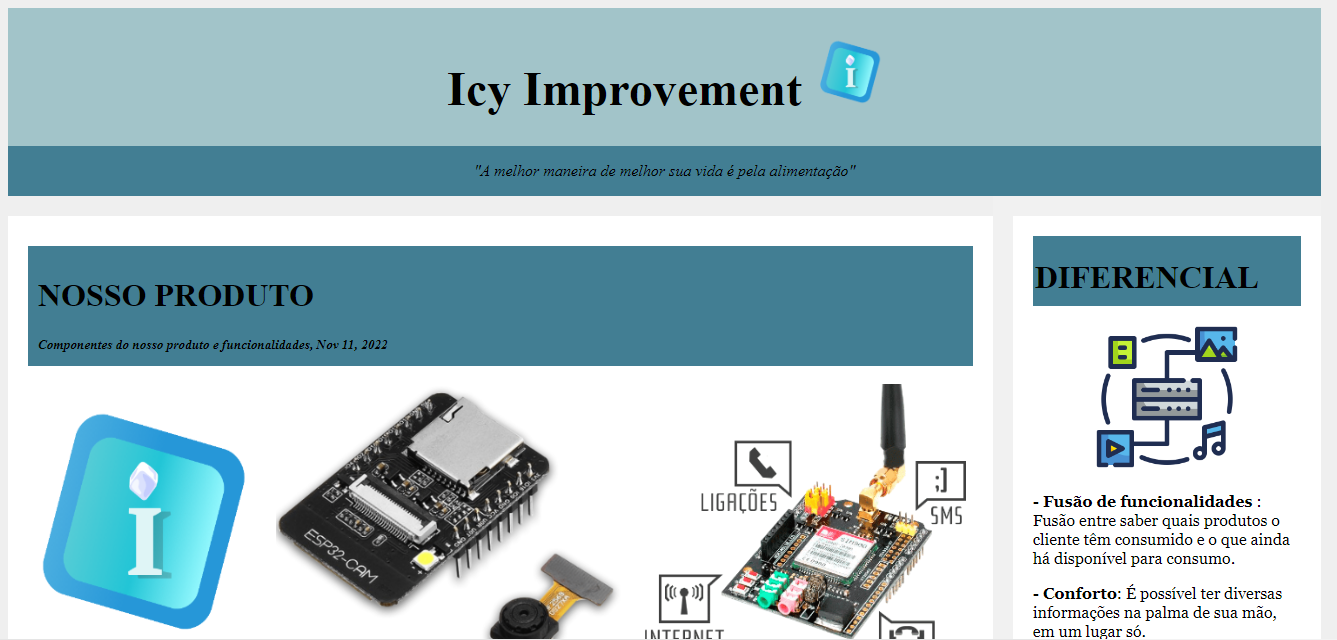 Icy Improvement
"A melhor maneira de melhor sua vida é pela alimentação"
NOSSO PRODUTO
Componentes do nosso produto e funcionalidades, Nov 11, 2022
ESP32-CAM
LIGAÇÕES
SMS
INTERNET
DIFERENCIAL
- Fusão de funcionalidades :
Fusão entre saber quais produtos o
cliente têm consumido e o que ainda
há disponível para consumo.
- Conforto: É possível ter diversas
informações na palma de sua mão,
em um lugar só.